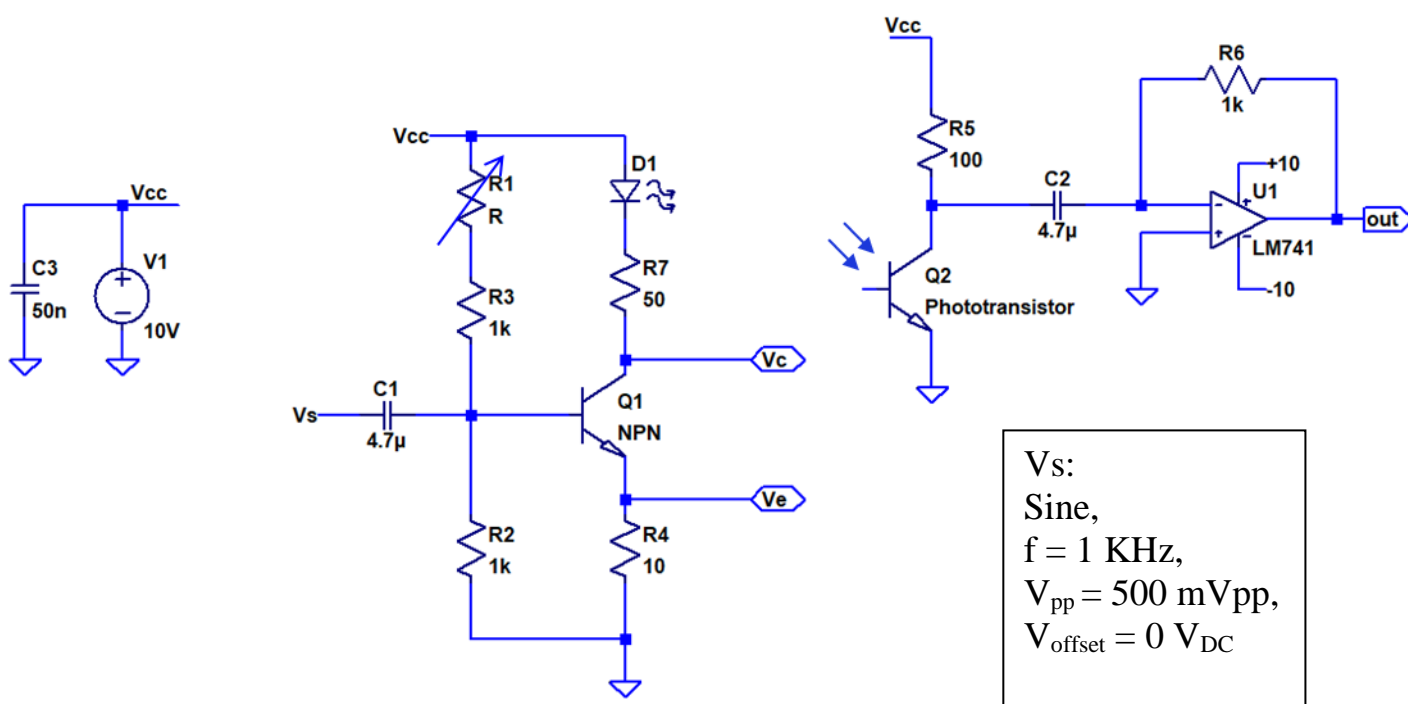 Vcc
C3
50n
V1
10V
Vcc
R1
R
R3
1k
Vs
C1
4.7µ
R2
1k
D1
R7
50
Vc
Q1
NPN
Ve
R4
10
Vcc
R5
100
Q2
Phototransistor
C2
4.7µ
R6
1k
+10
U1
LM741
-10
out
Vs:
Sine,
f = 1 KHz,
Vpp = 500 mVpp,
Voffset = 0 VDC